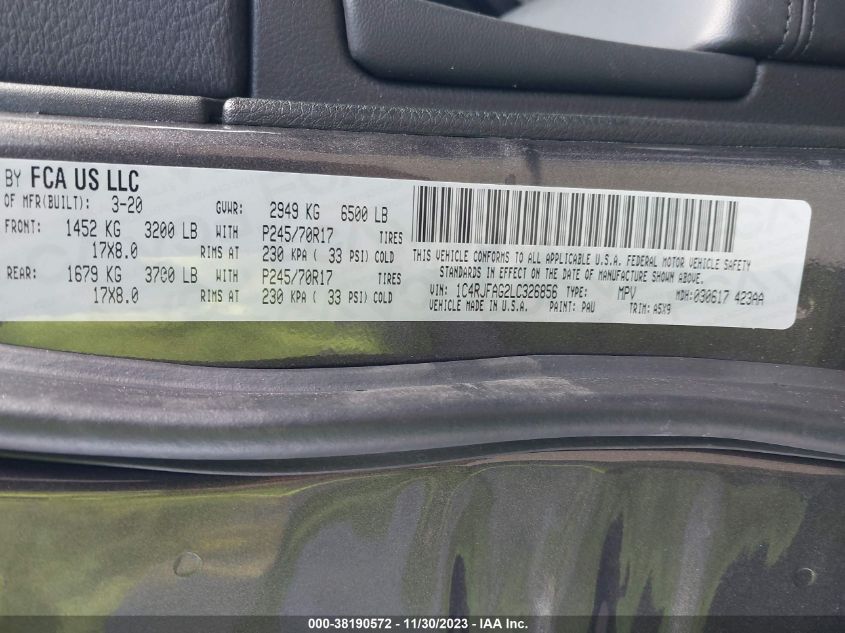 BY FCA US LLC
OF MFR(BUILT): 3-20 GVWR: 2949 KG 6500 LB
FRONT: 1452 KG 3200 LB WITH P245/70R17 TIRES
17X8.0 RIMS AT 230 KPA ( 33 PSI) COLD
REAR: 1679 KG 3700 LB WITH P245/70R17 TIRES
17X8.0 RIMS AT 230 KPA ( 33 PSI) COLD
THIS VEHICLE CONFORMS TO ALL APPLICABLE U.S.A. FEDERAL MOTOR VEHICLE SAFETY
STANDARDS IN EFFECT ON THE DATE OF MANUFACTURE SHOWN ABOVE.
VIN: 1C4RJFAG2LC326856 TYPE: MPV MDH: 030617 423AA
VEHICLE MADE IN U.S.A. PAINT: PAU TRIM: A5X9
000-38190572 - 11/30/2023 - IAA Inc.